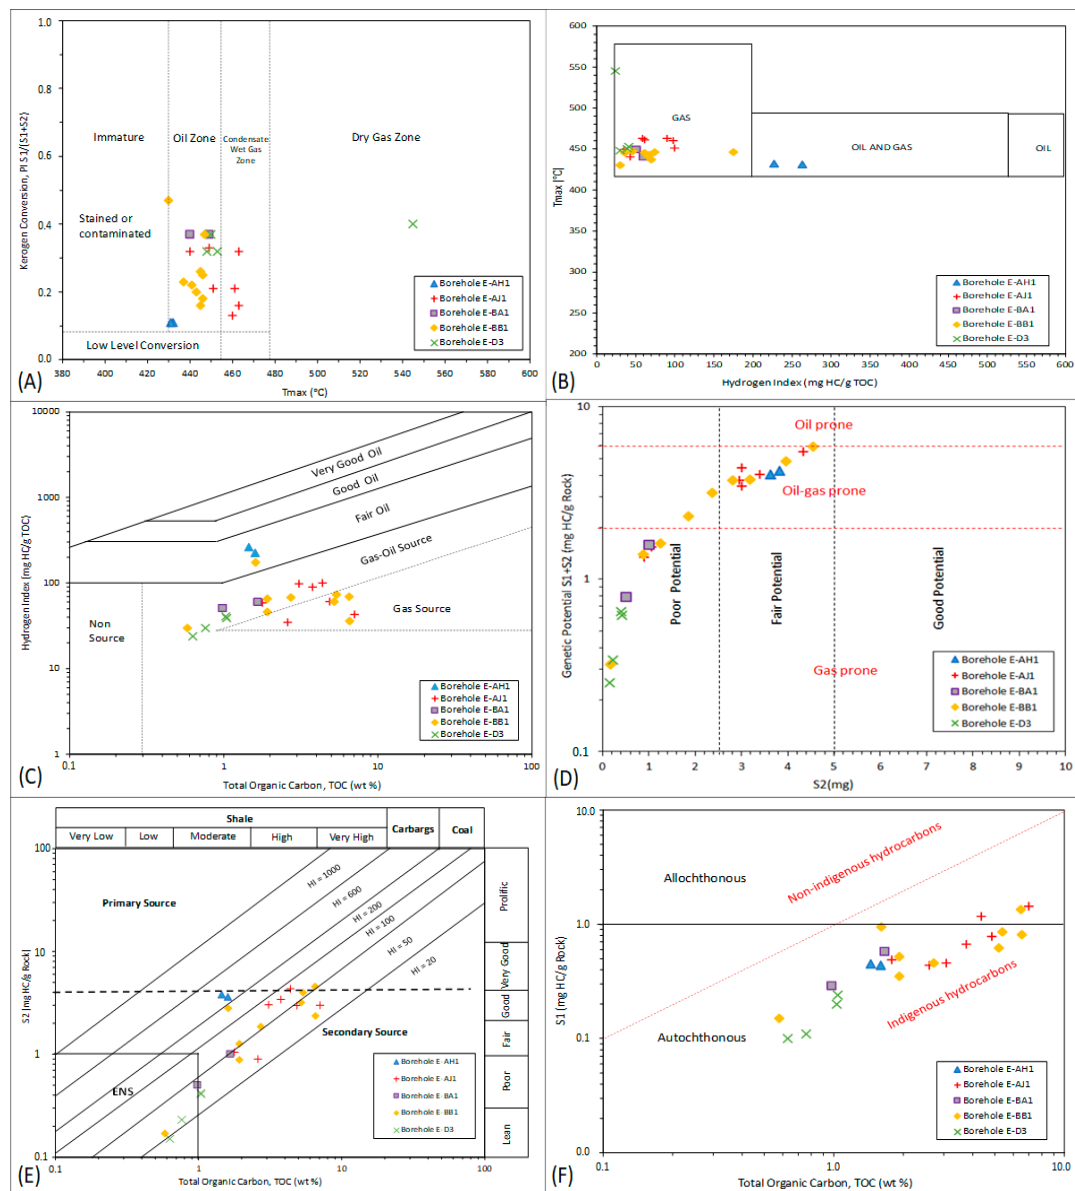 Kerogen Conversion, PI S1/(S1+S2)
1.0
0.8
0.6
0.4
0.2
0.0
Immature
Oil Zone
Condensate
Wet Gas
Zone
Dry Gas Zone
Stained or
contaminated
Low Level Conversion
Borehole E-AH1
Borehole E-AJ1
Borehole E-BA1
Borehole E-BB1
Borehole E-D3
380 400 420 440 460 480 500 520 540 560 580 600
Tmax (°C)
(A)
Tmax |°C|
600
550
500
450
400
350
300
250
200
GAS
OIL AND GAS
OIL
Borehole E-AH1
Borehole E-AJ1
Borehole E-BA1
Borehole E-BB1
Borehole E-D3
0 50 100 150 200 250 300 350 400 450 500 550 600
Hydrogen Index (mg HC/g TOC)
(B)
Hydrogen Index (mg HC/g TOC)
10000
1000
100
10
1
Very Good Oil
Good Oil
Fair Oil
Gas-Oil Source
Gas Source
Non
Source
Borehole E-AH1
Borehole E-AJ1
Borehole E-BA1
Borehole E-BB1
Borehole E-D3
0.1 1 10 100
Total Organic Carbon, TOC (wt %)
(C)
Genetic Potential S1+S2 (mg HC/g Rock)
10
1
0.1
Oil prone
Oil-gas prone
Gas prone
Poor Potential
Fair Potential
Good Potential
Borehole E-AH1
Borehole E-AJ1
Borehole E-BA1
Borehole E-BB1
Borehole E-D3
0 1 2 3 4 5 6 7 8 9 10
S2(mg)
(D)
Shale
Carbargs
Coal
Very Low
Low
Moderate
High
Very High
S2 [mg HC/g Rock)
100
10
1
0.1
Primary Source
Secondary Source
ENS
HI = 1000
HI = 600
HI = 200
HI = 100
HI = 50
HI = 20
Prolific
Very Good
Good
Fair
Poor
Lean
Borehole E-AH1
Borehole E-AJ1
Borehole E-BA1
Borehole E-BB1
Borehole E-D3
0.1 1 10 100
Total Organic Carbon, TOC (wt %)
(E)
S1 (mg HC/g Rock)
10.0
1.0
0.1
0.0
Allochthonous
Autochthonous
Non-indigenous hydrocarbons
Indigenous hydrocarbons
Borehole E-AH1
Borehole E-AJ1
Borehole E-BA1
Borehole E-BB1
Borehole E-D3
0.1 1.0 10.0
Total Organic Carbon, TOC (wt %)
(F)